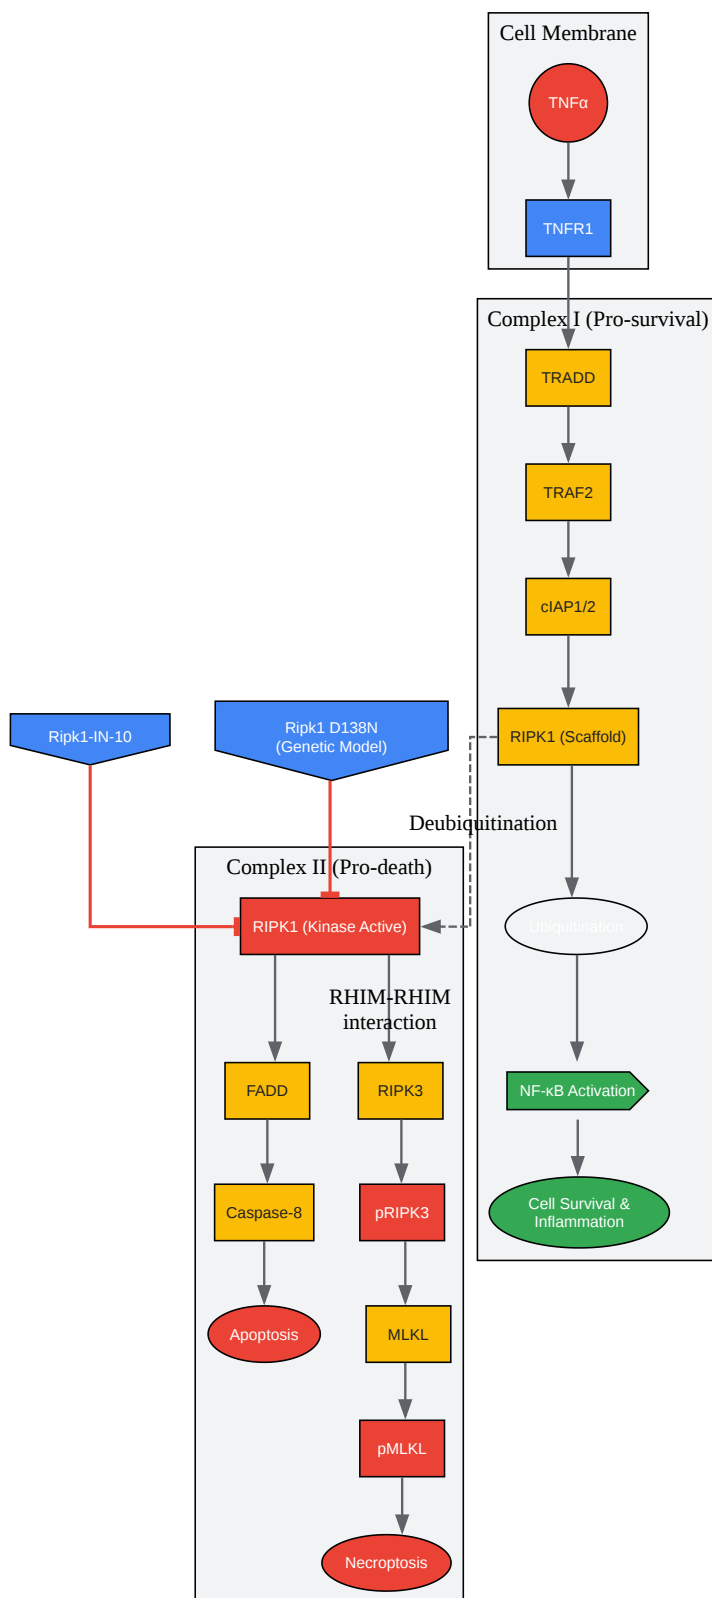 Cell Membrane
TNFα
TNFR1
Complex I (Pro-survival)
TRADD
TRAF2
cIAP1/2
Ripk1-IN-10
Ripk1 D138N
(Genetic Model)
RIPK1 (Scaffold)
Deubiquitination
Complex II (Pro-death)
RIPK1 (Kinase Active)
Ubiquitination
RHIM-RHIM
interaction
FADD
RIPK3
NF-κB Activation
Caspase-8
pRIPK3
Cell Survival &
Inflammation
Apoptosis
MLKL
pMLKL
Necroptosis